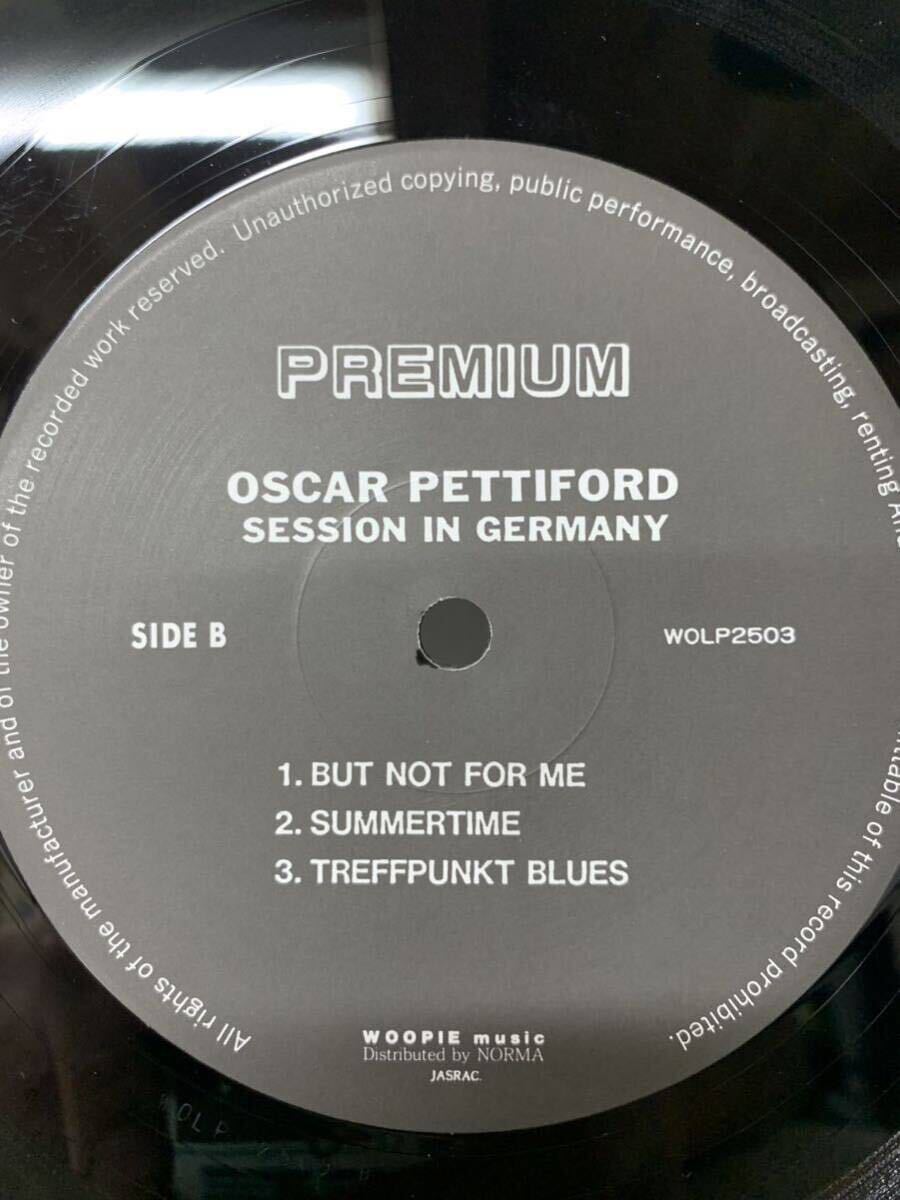 PREMIUM
OSCAR PETTIFORD
SESSION IN GERMANY
SIDE B
WOLP2503
1. BUT NOT FOR ME
2. SUMMERTIME
3. TREFFPUNKT BLUES
WOOPIE music
Distributed by NORMA
JASRAC.
All rights of the manufacturer and of the owner of the recorded work reserved. Unauthorized copying, public performance, broadcasting, renting
of this record prohibited.
WOLP